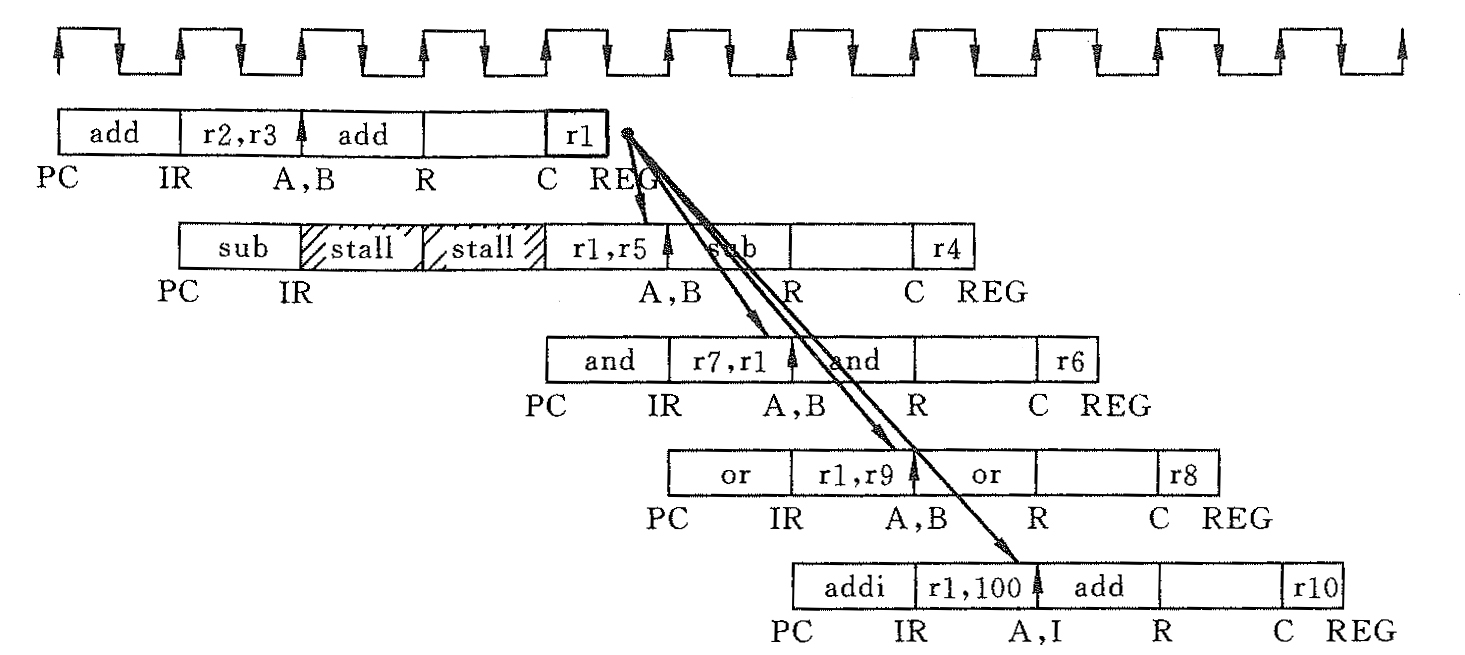 add r2,r3 add r1
PC IR A,B R C REG
sub stall stall r1,r5 sub r4
PC IR A,B R C REG
and r7,r1 and r6
PC IR A,B R C REG
or r1,r9 or r8
PC IR A,B R C REG
addi r1,100 add r10
PC IR A,I R C REG